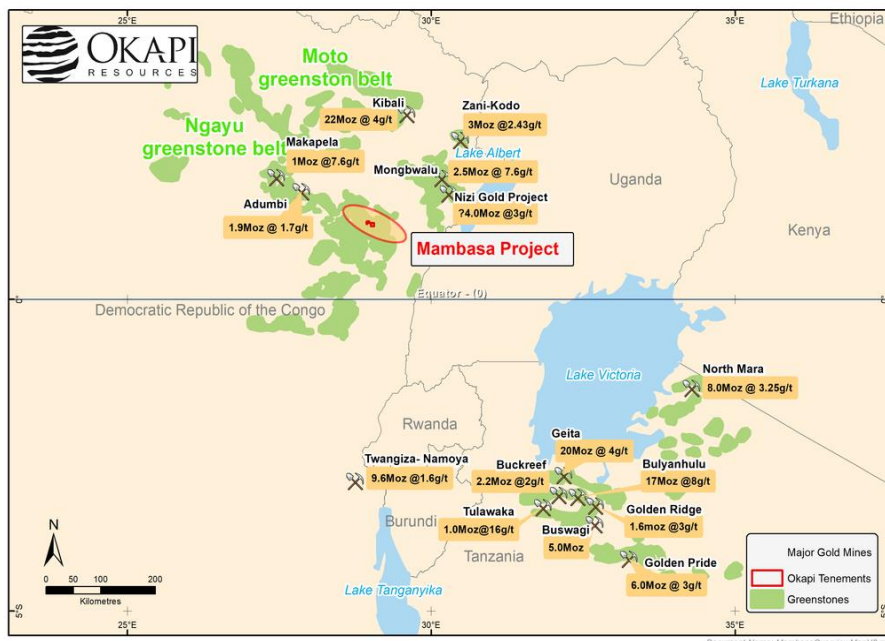 25°E
30°E
35°E
Ethiopia
OKAPI
RESOURCES
Moto
greenston belt
Lake Turkana
Kibali
22Moz @ 4g/t
Zani-Kodo
3Moz @2.43g/t
Ngayu
greenstone belt
Makapela
1Moz @7.6g/t
Lake Albert
Mongbwalu
2.5Moz @ 7.6g/t
Uganda
Adumbi
1.9Moz @ 1.7g/t
Nizi Gold Project
?4.0Moz @3g/t
Kenya
Mambasa Project
Equator - (0)
0
Democratic Republic of the Congo
Lake Victoria
North Mara
8.0Moz @ 3.25g/t
Rwanda
Geita
20Moz @ 4g/t
Twangiza- Namoya
9.6Moz @1.6g/t
Buckreef
2.2Moz @2g/t
Bulyanhulu
17Moz @8g/t
Tulawaka
1.0Moz@16g/t
Golden Ridge
1.6moz @3g/t
Burundi
Buswagi
5.0Moz
Tanzania
Golden Pride
6.0Moz @ 3g/t
N
0 50 100 200
Kilometres
Lake Tanganyika
Major Gold Mines
Okapi Tenements
Greenstones
5°S
5°S
25°E
30°E
35°E